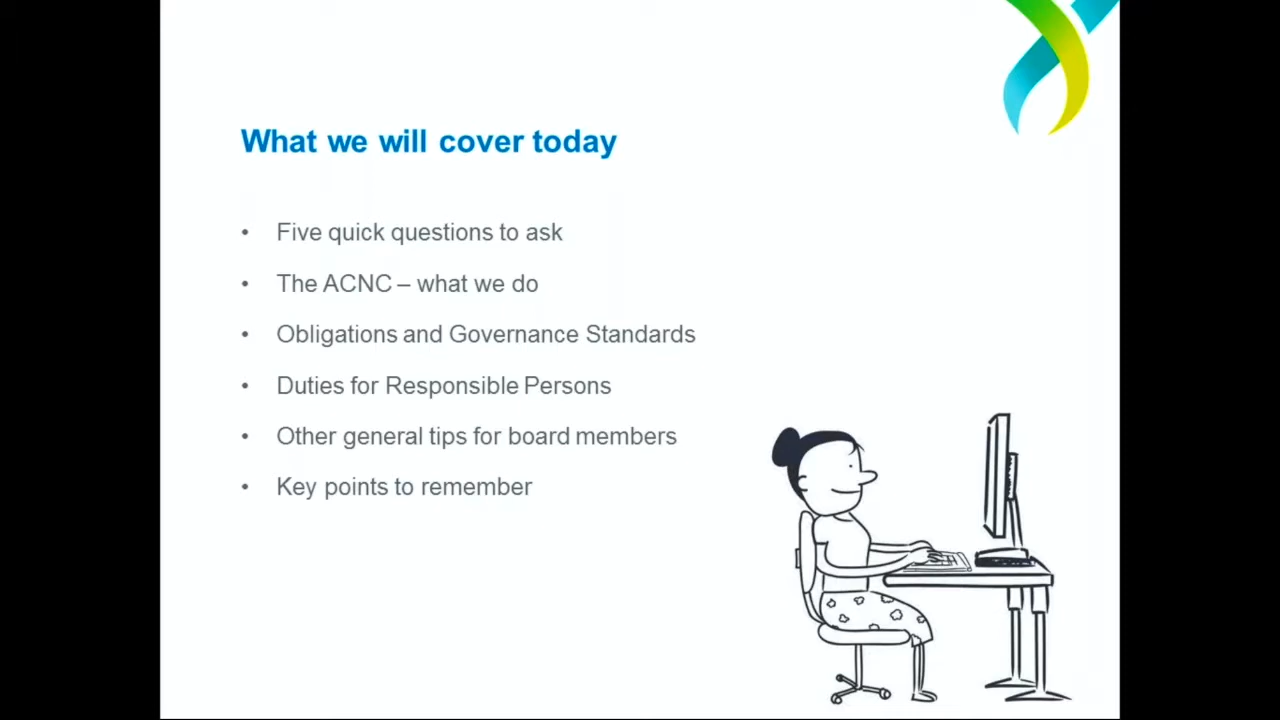 What we will cover today
• Five quick questions to ask
• The ACNC – what we do
• Obligations and Governance Standards
• Duties for Responsible Persons
• Other general tips for board members
• Key points to remember